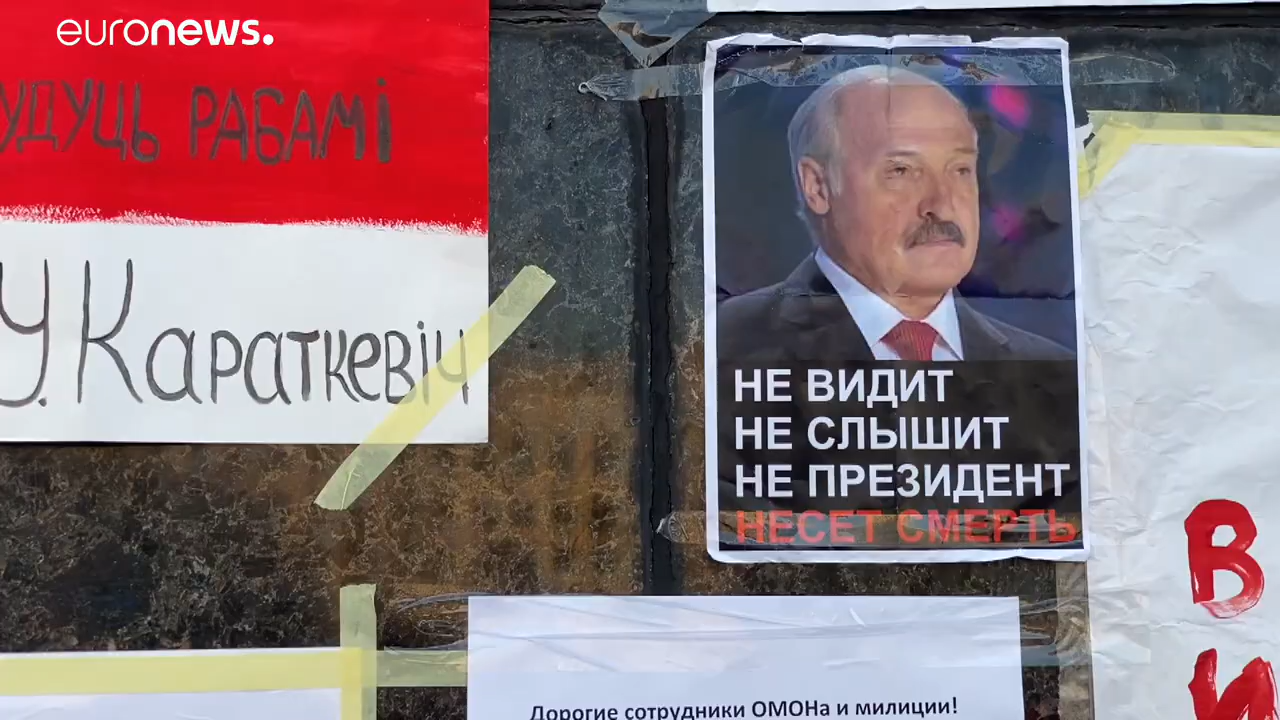 euronews.
УДУЦЬ РАБАМІ
У. Караткевіч
НЕ ВИДИТ
НЕ СЛЫШИТ
НЕ ПРЕЗИДЕНТ
НЕСЕТ СМЕРТЬ
В
И
Дорогие сотрудники ОМОНа и милиции!